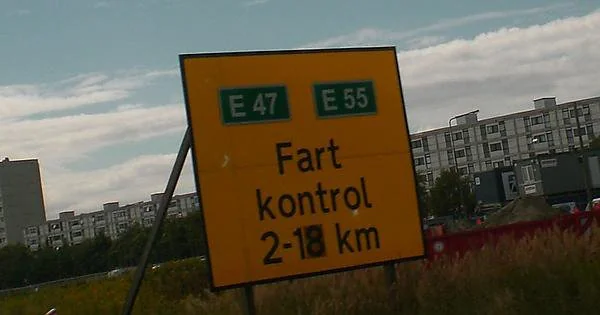 E 47 E 55
Fart
kontrol
2-18 km